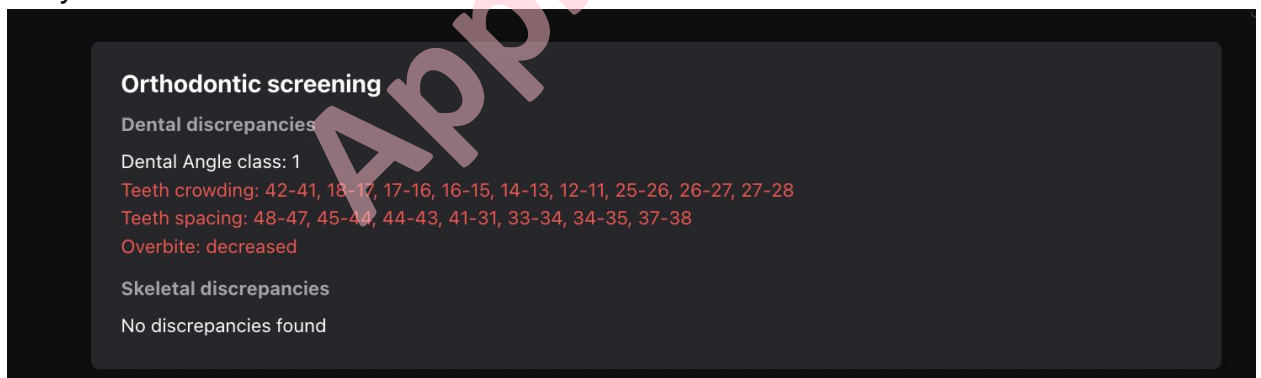 Orthodontic screening
Dental discrepancies
Dental Angle class: 1
Teeth crowding: 42-41, 18-17, 17-16, 16-15, 14-13, 12-11, 25-26, 26-27, 27-28
Teeth spacing: 48-47, 45-44, 44-43, 41-31, 33-34, 34-35, 37-38
Overbite: decreased
Skeletal discrepancies
No discrepancies found